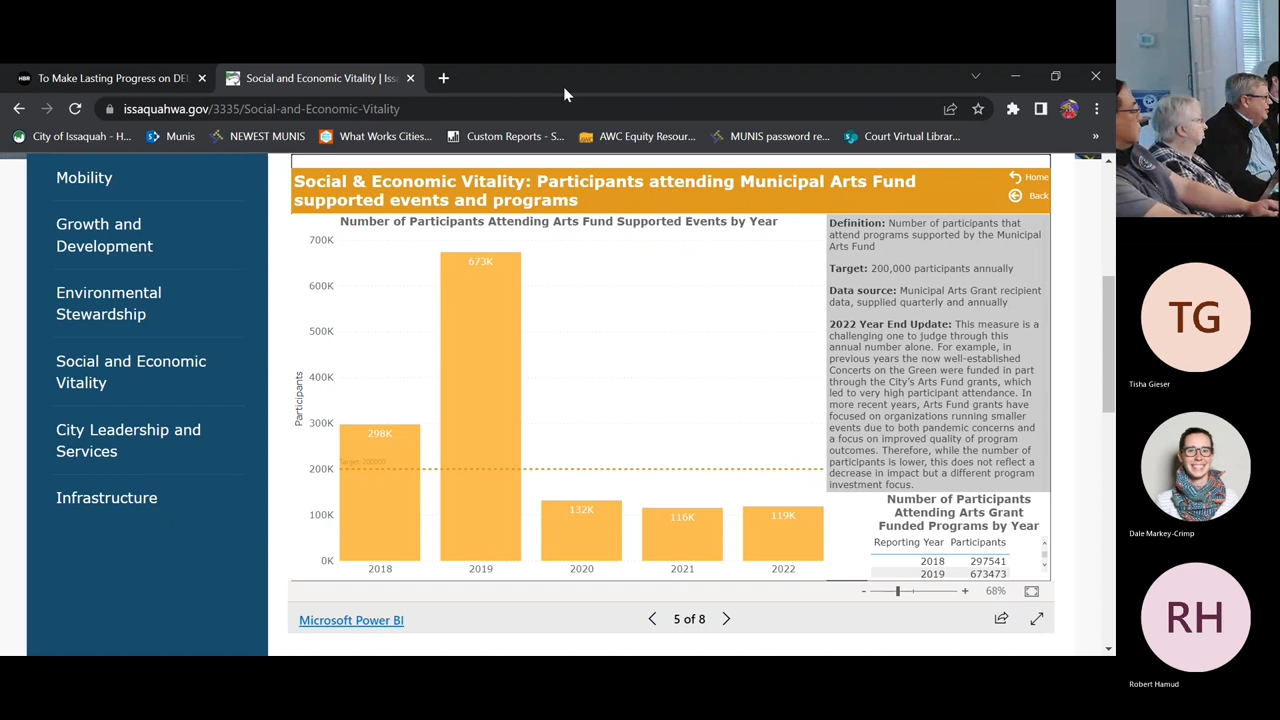 HBR To Make Lasting Progress on DEI
Social and Economic Vitality | Issa
issaquahwa.gov/3335/Social-and-Economic-Vitality
City of Issaquah - H...
Munis
NEWEST MUNIS
What Works Cities...
Custom Reports - S...
AWC Equity Resour...
MUNIS password re...
Court Virtual Librar...
»
Mobility
Growth and
Development
Environmental
Stewardship
Social and Economic
Vitality
City Leadership and
Services
Infrastructure
Social & Economic Vitality: Participants attending Municipal Arts Fund
supported events and programs
Home
Back
Number of Participants Attending Arts Fund Supported Events by Year
Participants
700K
600K
500K
400K
300K
200K
100K
0K
298K
673K
132K
116K
119K
Target: 200000
2018
2019
2020
2021
2022
Definition: Number of participants that
attend programs supported by the Municipal
Arts Fund
Target: 200,000 participants annually
Data source: Municipal Arts Grant recipient
data, supplied quarterly and annually
2022 Year End Update: This measure is a
challenging one to judge through this
annual number alone. For example, in
previous years the now well-established
Concerts on the Green were funded in part
through the City's Arts Fund grants, which
led to very high participant attendance. In
more recent years, Arts Fund grants have
focused on organizations running smaller
events due to both pandemic concerns and
a focus on improved quality of program
outcomes. Therefore, while the number of
participants is lower, this does not reflect a
decrease in impact but a different program
investment focus.
Number of Participants
Attending Arts Grant
Funded Programs by Year
Reporting Year Participants
2018 297541
2019 673473
- + 68%
Microsoft Power BI
5 of 8
TG
Tisha Gieser
Dale Markey-Crimp
RH
Robert Hamud